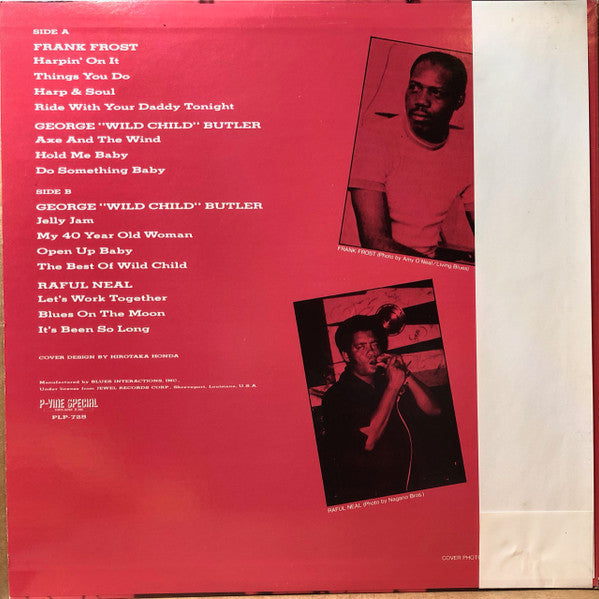 SIDE A
FRANK FROST
Harpin' On It
Things You Do
Harp & Soul
Ride With Your Daddy Tonight
GEORGE "WILD CHILD" BUTLER
Axe And The Wind
Hold Me Baby
Do Something Baby
SIDE B
GEORGE "WILD CHILD" BUTLER
Jelly Jam
My 40 Year Old Woman
Open Up Baby
The Best Of Wild Child
RAFUL NEAL
Let's Work Together
Blues On The Moon
It's Been So Long
COVER DESIGN BY HIROTAKA HONDA
Manufactured by BLUES INTERACTIONS, INC.,
Under license from JEWEL RECORDS CORP., Shreveport, Louisiana, U.S.A.
P-VINE SPECIAL
PLP-728
FRANK FROST (Photo by Amy O'Neal/Living Blues)
RAFUL NEAL (Photo by Nagano Bros.)
COVER PHOTO